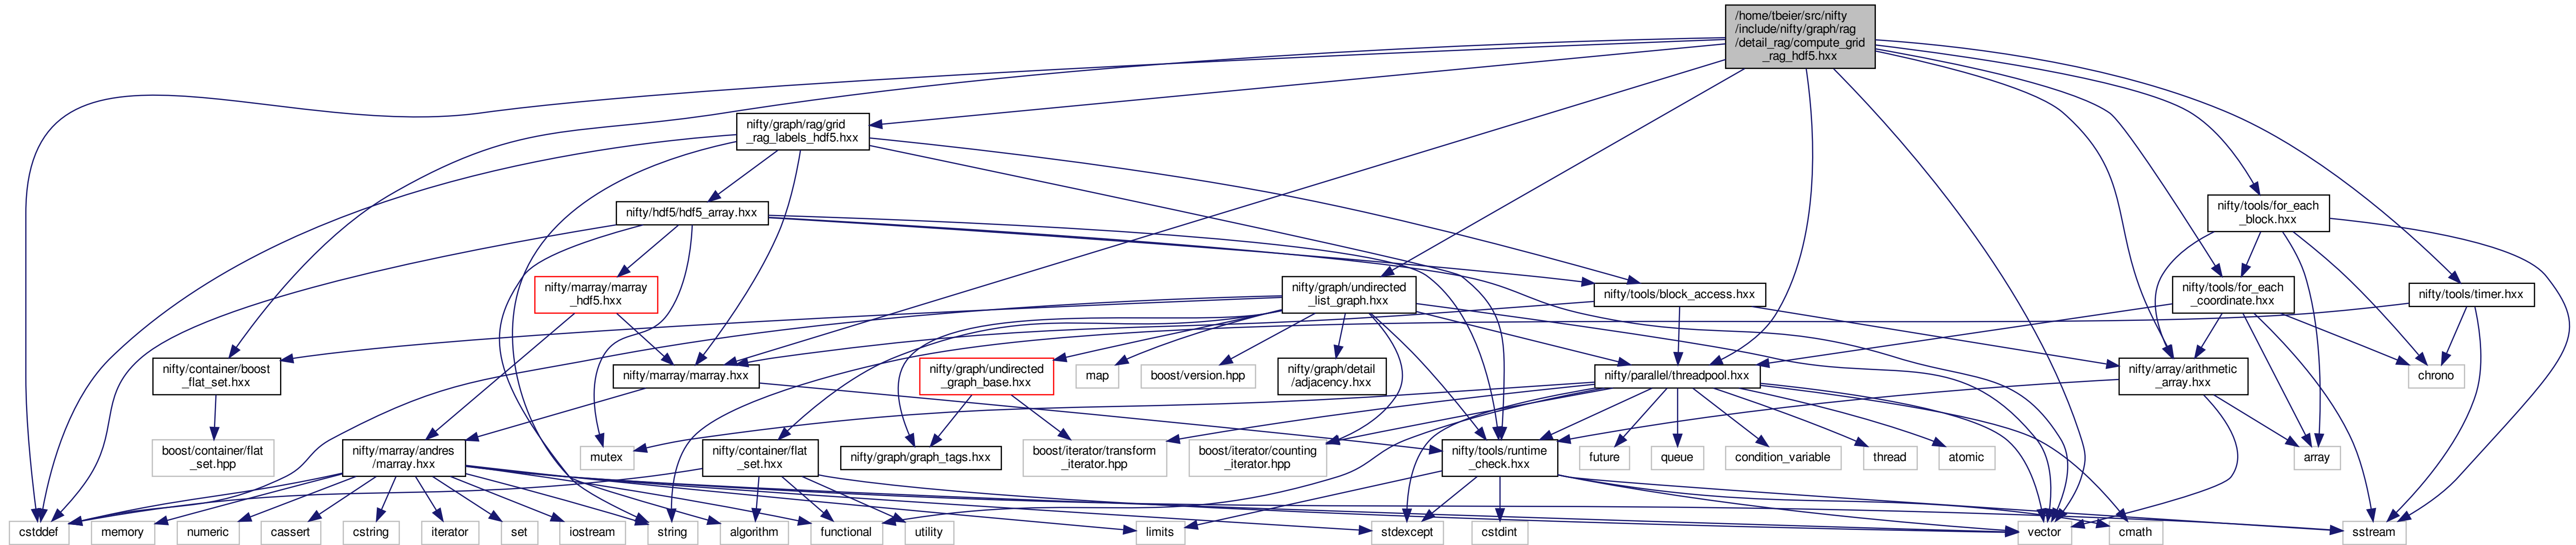 /home/tbeier/src/nifty
/include/nifty/graph/rag
/detail_rag/compute_grid
_rag_hdf5.hxx
nifty/graph/rag/grid
_rag_labels_hdf5.hxx
nifty/hdf5/hdf5_array.hxx
nifty/tools/for_each
_block.hxx
nifty/marray/marray
_hdf5.hxx
nifty/graph/undirected
_list_graph.hxx
nifty/tools/block_access.hxx
nifty/tools/for_each
_coordinate.hxx
nifty/tools/timer.hxx
nifty/container/boost
_flat_set.hxx
nifty/marray/marray.hxx
nifty/graph/undirected
_graph_base.hxx
map
boost/version.hpp
nifty/graph/detail
/adjacency.hxx
nifty/parallel/threadpool.hxx
nifty/array/arithmetic
_array.hxx
chrono
boost/container/flat
_set.hpp
nifty/marray/andres
/marray.hxx
mutex
nifty/container/flat
_set.hxx
nifty/graph/graph_tags.hxx
boost/iterator/transform
_iterator.hpp
boost/iterator/counting
_iterator.hpp
nifty/tools/runtime
_check.hxx
future
queue
condition_variable
thread
atomic
array
cstddef
memory
numeric
cassert
cstring
iterator
set
iostream
string
algorithm
functional
utility
limits
stdexcept
cstdint
vector
cmath
sstream